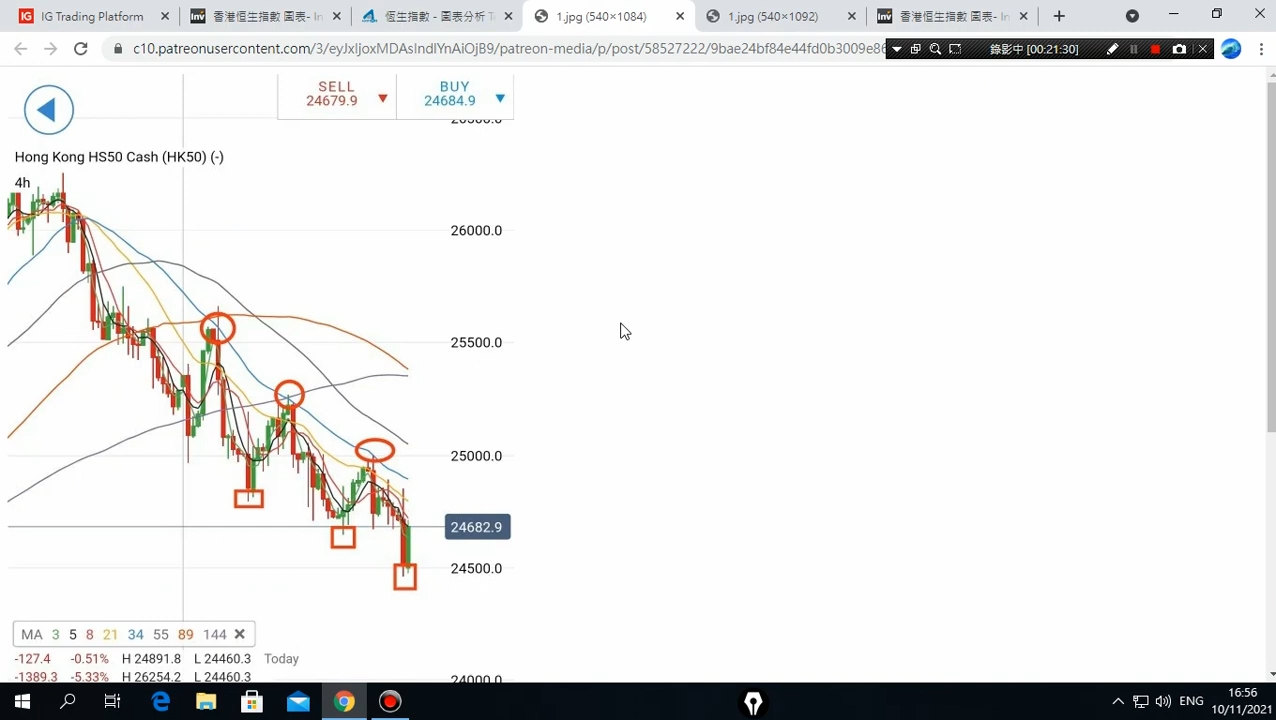 IG Trading Platform
香港恒生指數 圖表- In
恆生指數 - 圖表分析 T
1.jpg (540×1084)
1.jpg (540×1092)
香港恒生指數 圖表- In
c10.patreonusercontent.com/3/eyJxIjoxMDAsIndlYnAiOjB9/patreon-media/p/post/58527222/9bae24bf84e44fd0b3009e86
錄影中 [00:21:30]
SELL
24679.9
BUY
24684.9
Hong Kong HS50 Cash (HK50) (-)
4h
26000.0
25500.0
25000.0
24682.9
24500.0
24000.0
MA 3 5 8 21 34 55 89 144
-127.4 -0.51% H 24891.8 L 24460.3 Today
-1389.3 -5.33% H 26254.2 L 24460.3
ENG
16:56
10/11/2021